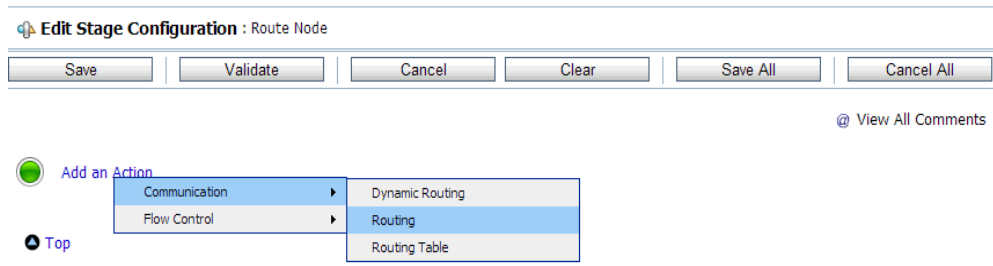 Edit Stage Configuration : Route Node
Save Validate Cancel Clear Save All Cancel All
@ View All Comments
Add an Action
Communication
Flow Control
Dynamic Routing
Routing
Routing Table
Top